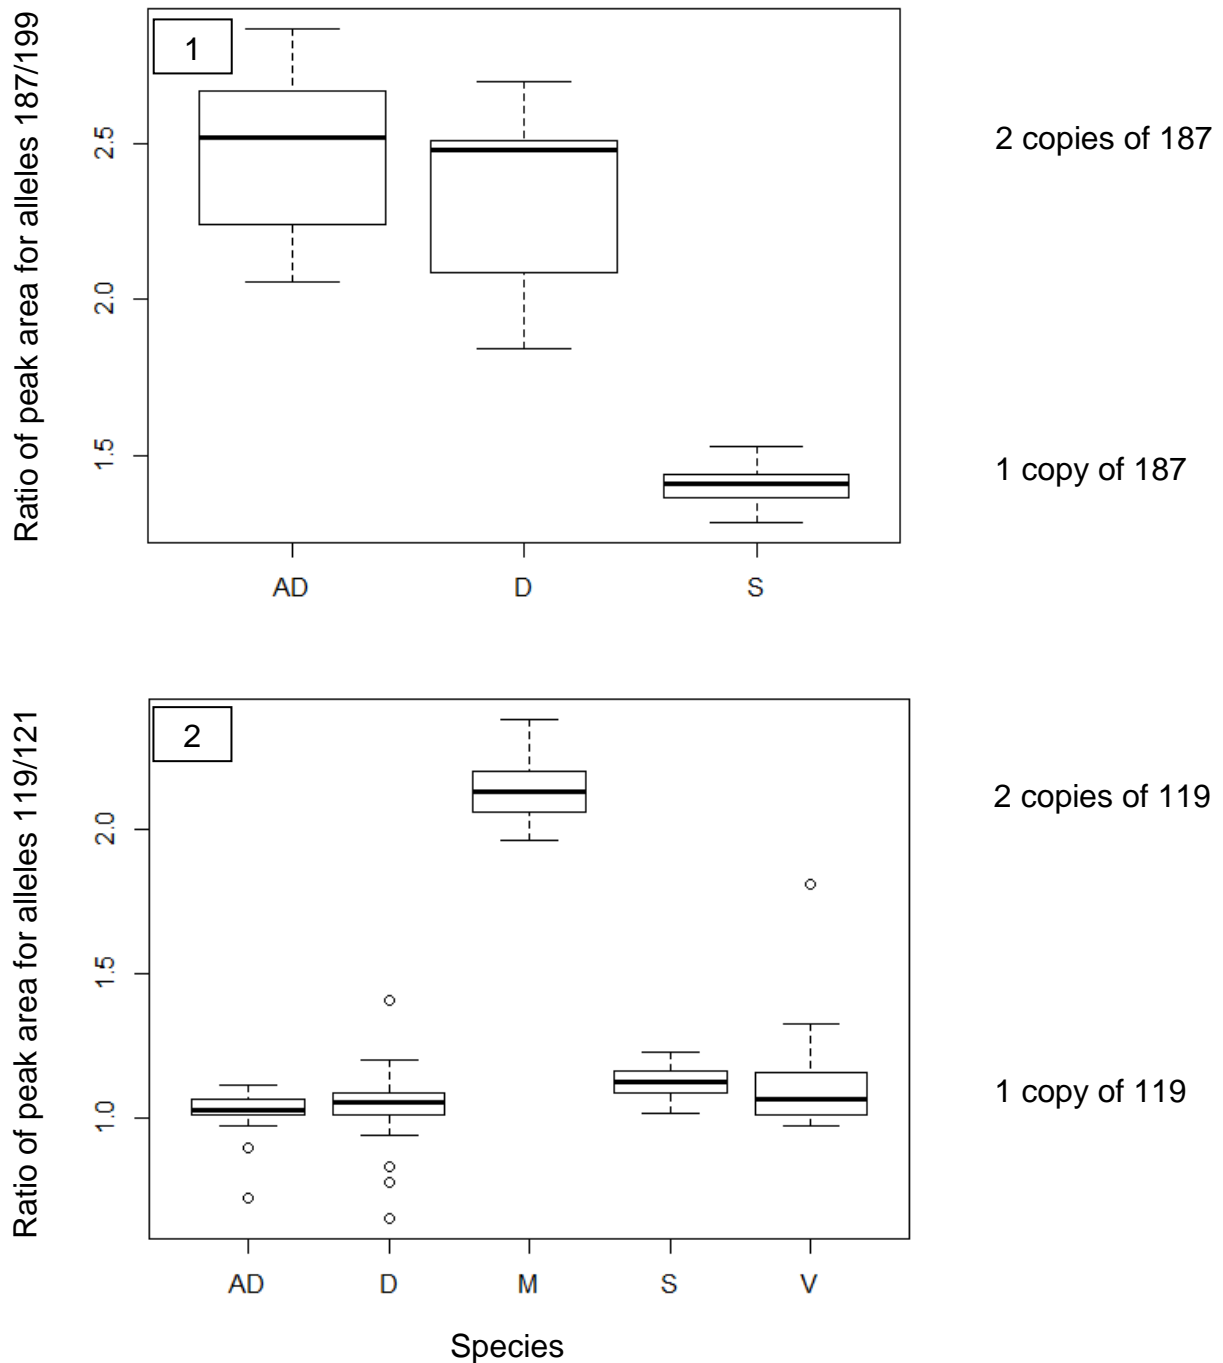 Ratio of peak area for alleles 187/199
1
2.5
2.0
1.5
AD D S
2 copies of 187
1 copy of 187
Ratio of peak area for alleles 119/121
2
2.0
1.5
1.0
AD D M S V
Species
2 copies of 119
1 copy of 119